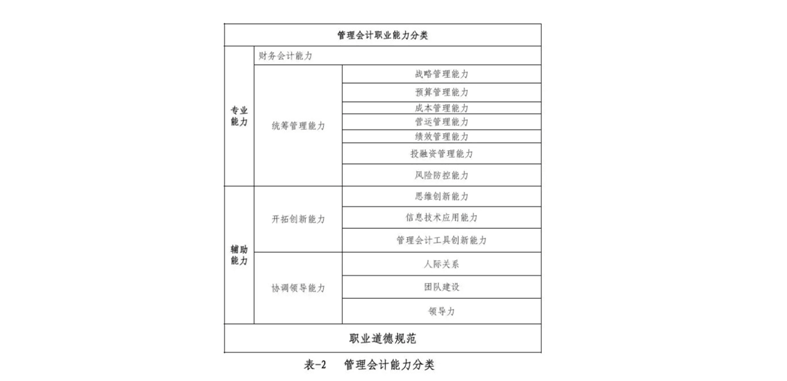 管理会计职业能力分类
专业
能力
财务会计能力
统筹管理能力
战略管理能力
预算管理能力
成本管理能力
营运管理能力
绩效管理能力
投融资管理能力
风险防控能力
辅助
能力
开拓创新能力
思维创新能力
信息技术应用能力
管理会计工具创新能力
协调领导能力
人际关系
团队建设
领导力
职业道德规范
表-2 管理会计能力分类